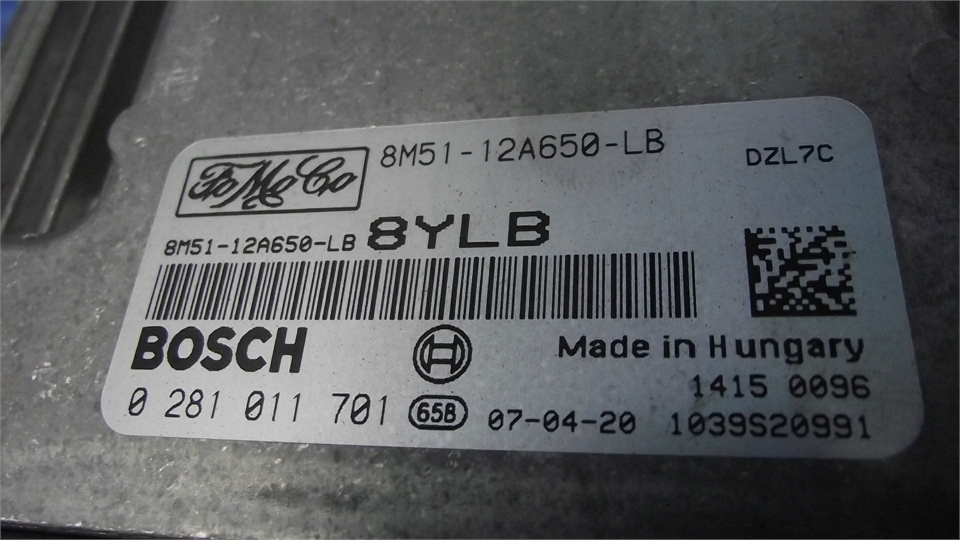 FoMoCo 8M51-12A650-LB DZL7C
8M51-12A650-LB 8YLB
BOSCH
Made in Hungary
1415 0096
0 281 011 701 65B 07-04-20 1039S20991